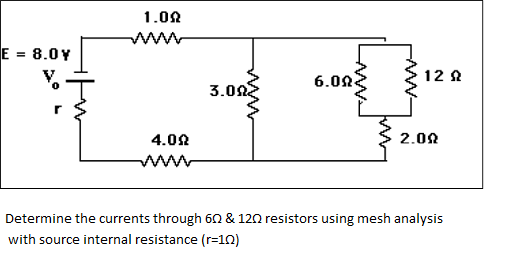 1.0Ω
E = 8.0V
V₀
r
3.0Ω
6.0Ω
12 Ω
4.0Ω
2.0Ω
Determine the currents through 6Ω & 12Ω resistors using mesh analysis
with source internal resistance (r=1Ω)